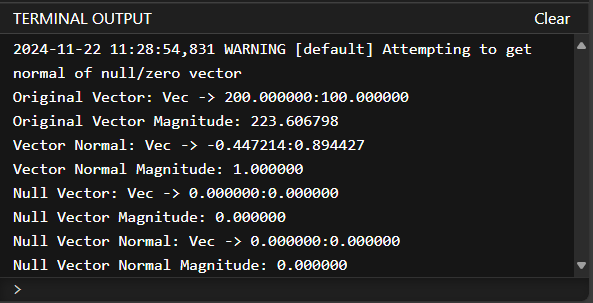 TERMINAL OUTPUT Clear
2024-11-22 11:28:54,831 WARNING [default] Attempting to get
normal of null/zero vector
Original Vector: Vec -> 200.000000:100.000000
Original Vector Magnitude: 223.606798
Vector Normal: Vec -> -0.447214:0.894427
Vector Normal Magnitude: 1.000000
Null Vector: Vec -> 0.000000:0.000000
Null Vector Magnitude: 0.000000
Null Vector Normal: Vec -> 0.000000:0.000000
Null Vector Normal Magnitude: 0.000000
>